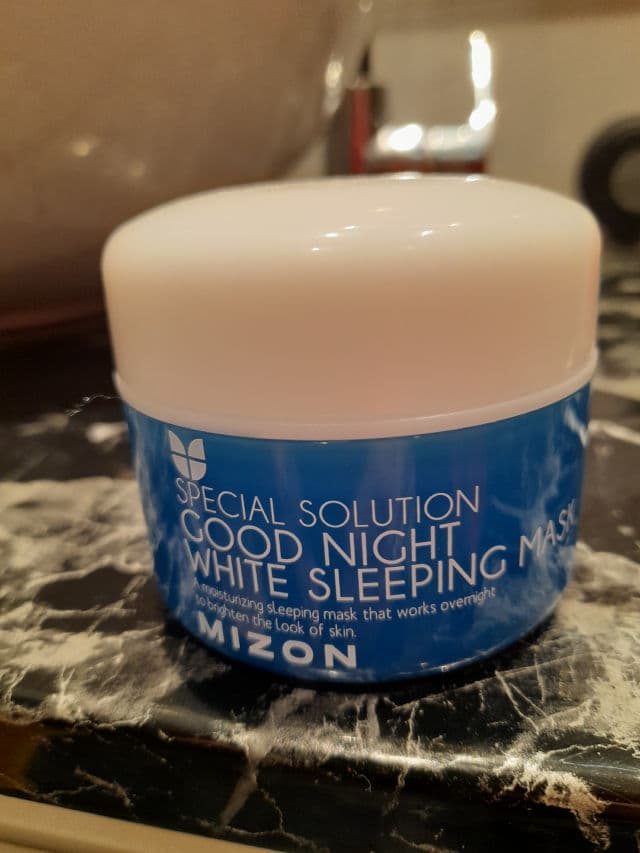 SPECIAL SOLUTION
GOOD NIGHT
WHITE SLEEPING MASK
A moisturizing sleeping mask that works overnight
to brighten the look of skin.
MIZON